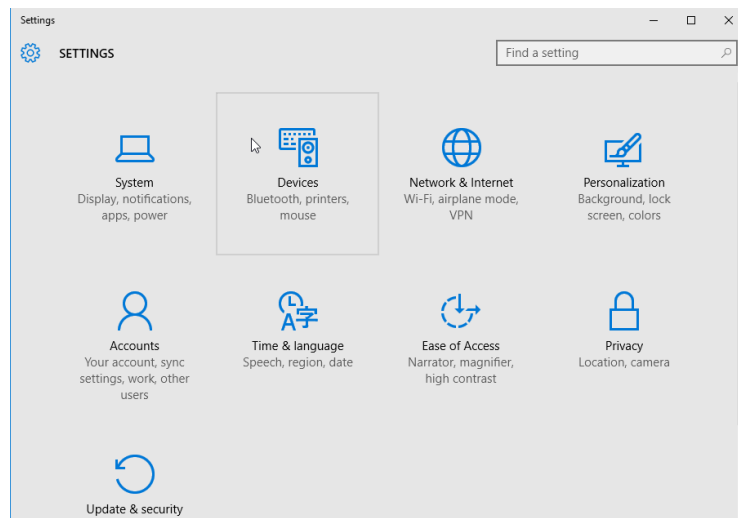 Settings
SETTINGS
Find a setting
System
Display, notifications,
apps, power
Devices
Bluetooth, printers,
mouse
Network & Internet
Wi-Fi, airplane mode,
VPN
Personalization
Background, lock
screen, colors
Accounts
Your account, sync
settings, work, other
users
Time & language
Speech, region, date
Ease of Access
Narrator, magnifier,
high contrast
Privacy
Location, camera
Update & security